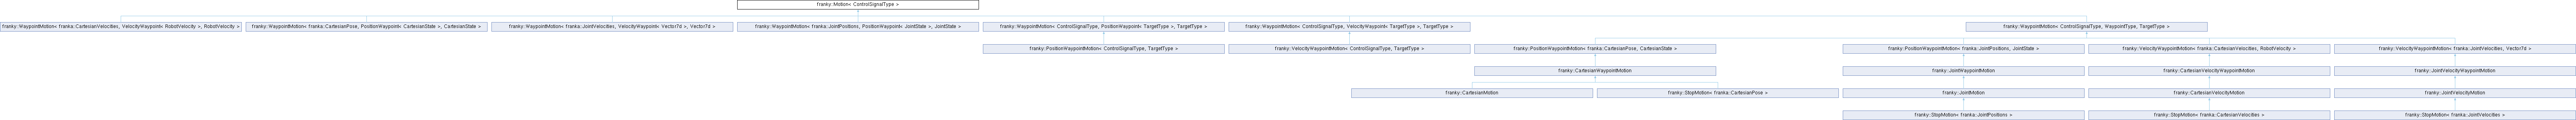 franky::Motion< ControlSignalType >
franky::WaypointMotion< franka::CartesianVelocities, VelocityWaypoint< RobotVelocity >, RobotVelocity >
franky::WaypointMotion< franka::CartesianPose, PositionWaypoint< CartesianState >, CartesianState >
franky::WaypointMotion< franka::JointVelocities, VelocityWaypoint< Vector7d >, Vector7d >
franky::WaypointMotion< franka::JointPositions, PositionWaypoint< JointState >, JointState >
franky::WaypointMotion< ControlSignalType, PositionWaypoint< TargetType >, TargetType >
franky::WaypointMotion< ControlSignalType, VelocityWaypoint< TargetType >, TargetType >
franky::WaypointMotion< ControlSignalType, WaypointType, TargetType >
franky::PositionWaypointMotion< ControlSignalType, TargetType >
franky::VelocityWaypointMotion< ControlSignalType, TargetType >
franky::PositionWaypointMotion< franka::CartesianPose, CartesianState >
franky::PositionWaypointMotion< franka::JointPositions, JointState >
franky::VelocityWaypointMotion< franka::CartesianVelocities, RobotVelocity >
franky::VelocityWaypointMotion< franka::JointVelocities, Vector7d >
franky::CartesianWaypointMotion
franky::JointWaypointMotion
franky::CartesianVelocityWaypointMotion
franky::JointVelocityWaypointMotion
franky::CartesianMotion
franky::StopMotion< franka::CartesianPose >
franky::JointMotion
franky::CartesianVelocityMotion
franky::JointVelocityMotion
franky::StopMotion< franka::JointPositions >
franky::StopMotion< franka::CartesianVelocities >
franky::StopMotion< franka::JointVelocities >